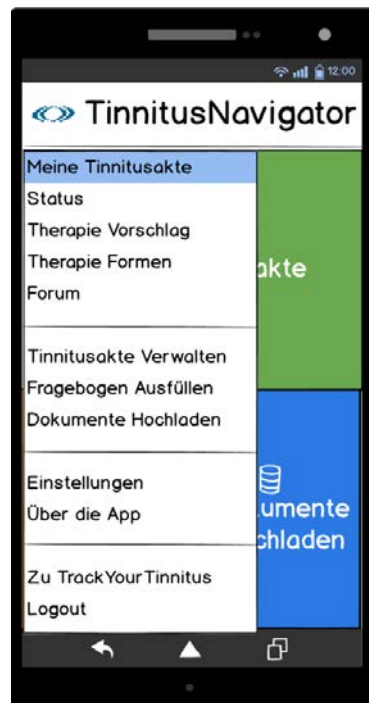 12:00
TinnitusNavigator
Meine Tinnitusakte
Status
Therapie Vorschlag
Therapie Formen
akte
Forum
Tinnitusakte Verwalten
Fragebogen Ausfüllen
Dokumente Hochladen
Einstellungen
umente
Über die App
chladen
Zu TrackYourTinnitus
Logout